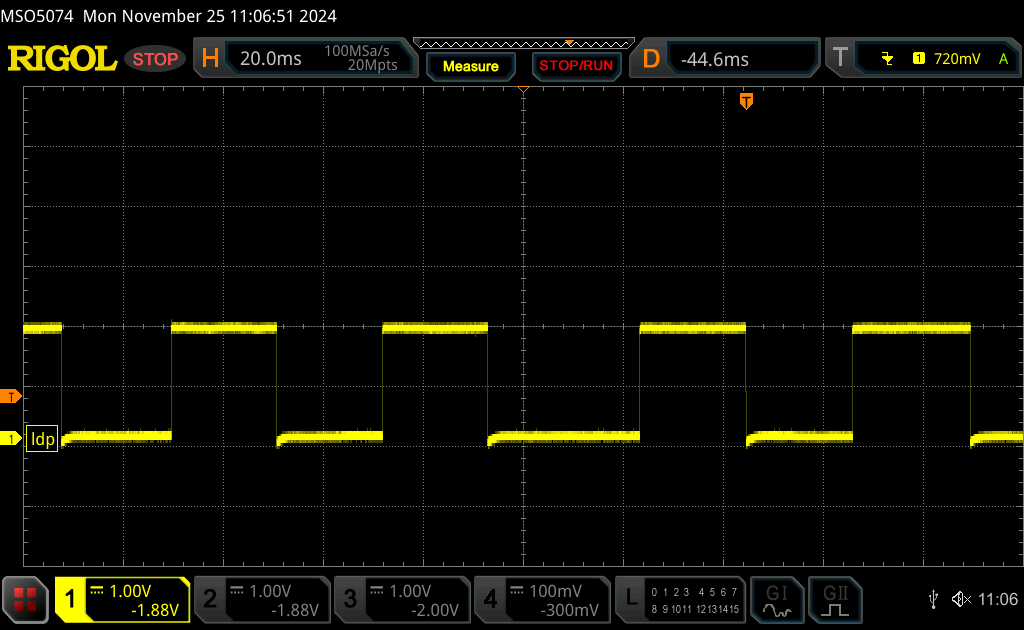 MSO5074 Mon November 25 11:06:51 2024
RIGOL STOP H 20.0ms 100MSa/s 20Mpts Measure STOP/RUN D -44.6ms T 1 720mV A
T
T
1 ldp
1 1.00V -1.88V 2 1.00V -1.88V 3 1.00V -2.00V 4 100mV -300mV L 0 1 2 3 4 5 6 7 GI GII 11:06
8 9 10 11 12 13 14 15